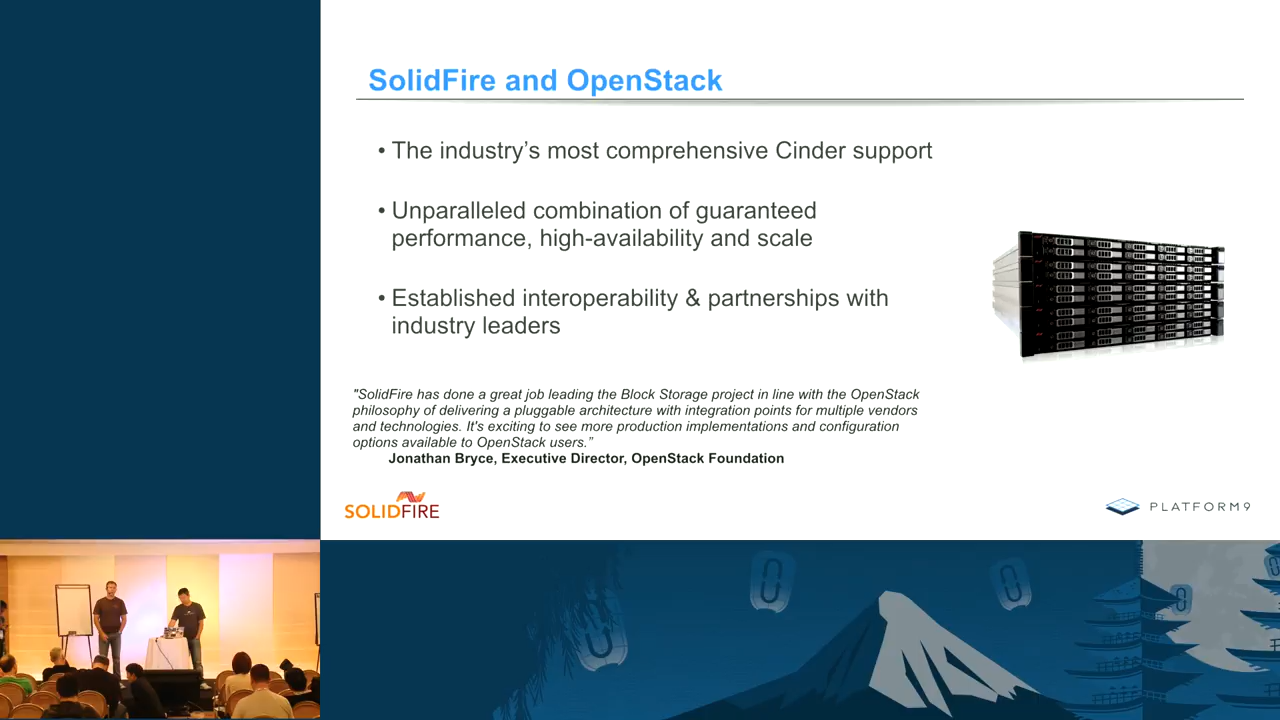 SolidFire and OpenStack
• The industry's most comprehensive Cinder support
• Unparalleled combination of guaranteed
performance, high-availability and scale
• Established interoperability & partnerships with
industry leaders
"SolidFire has done a great job leading the Block Storage project in line with the OpenStack
philosophy of delivering a pluggable architecture with integration points for multiple vendors
and technologies. It's exciting to see more production implementations and configuration
options available to OpenStack users.”
Jonathan Bryce, Executive Director, OpenStack Foundation
SOLIDFIRE
PLATFORM9